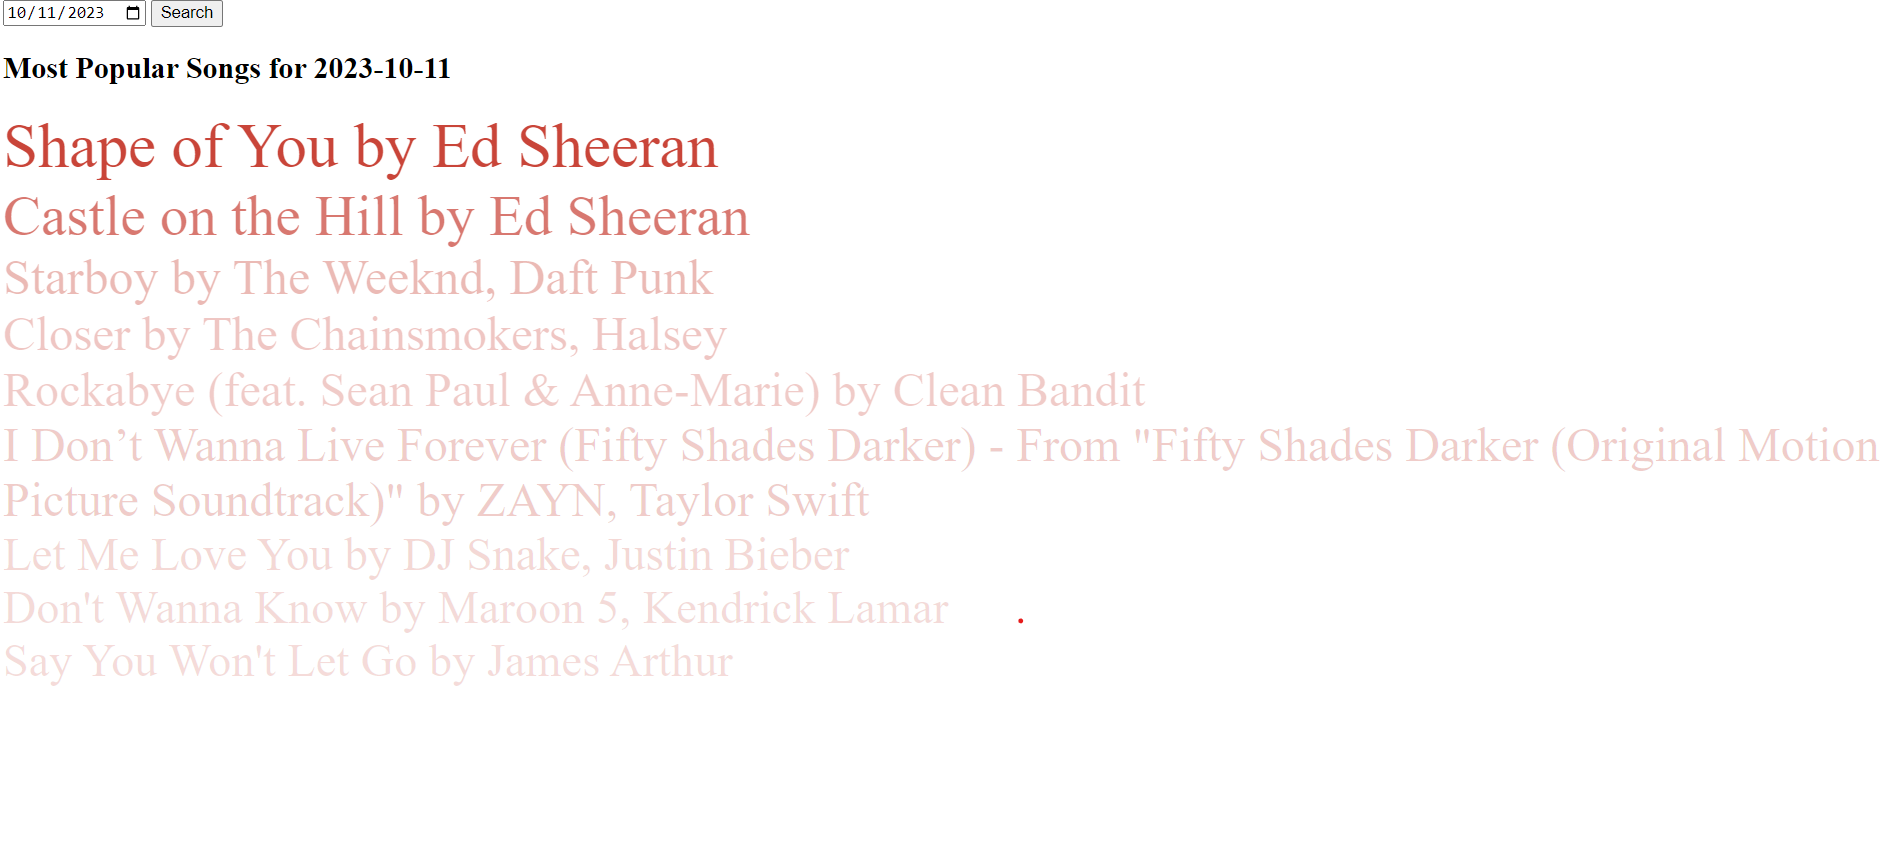 10/11/2023 Search
Most Popular Songs for 2023-10-11
Shape of You by Ed Sheeran
Castle on the Hill by Ed Sheeran
Starboy by The Weeknd, Daft Punk
Closer by The Chainsmokers, Halsey
Rockabye (feat. Sean Paul & Anne-Marie) by Clean Bandit
I Don’t Wanna Live Forever (Fifty Shades Darker) - From "Fifty Shades Darker (Original Motion
Picture Soundtrack)" by ZAYN, Taylor Swift
Let Me Love You by DJ Snake, Justin Bieber
Don't Wanna Know by Maroon 5, Kendrick Lamar
Say You Won't Let Go by James Arthur